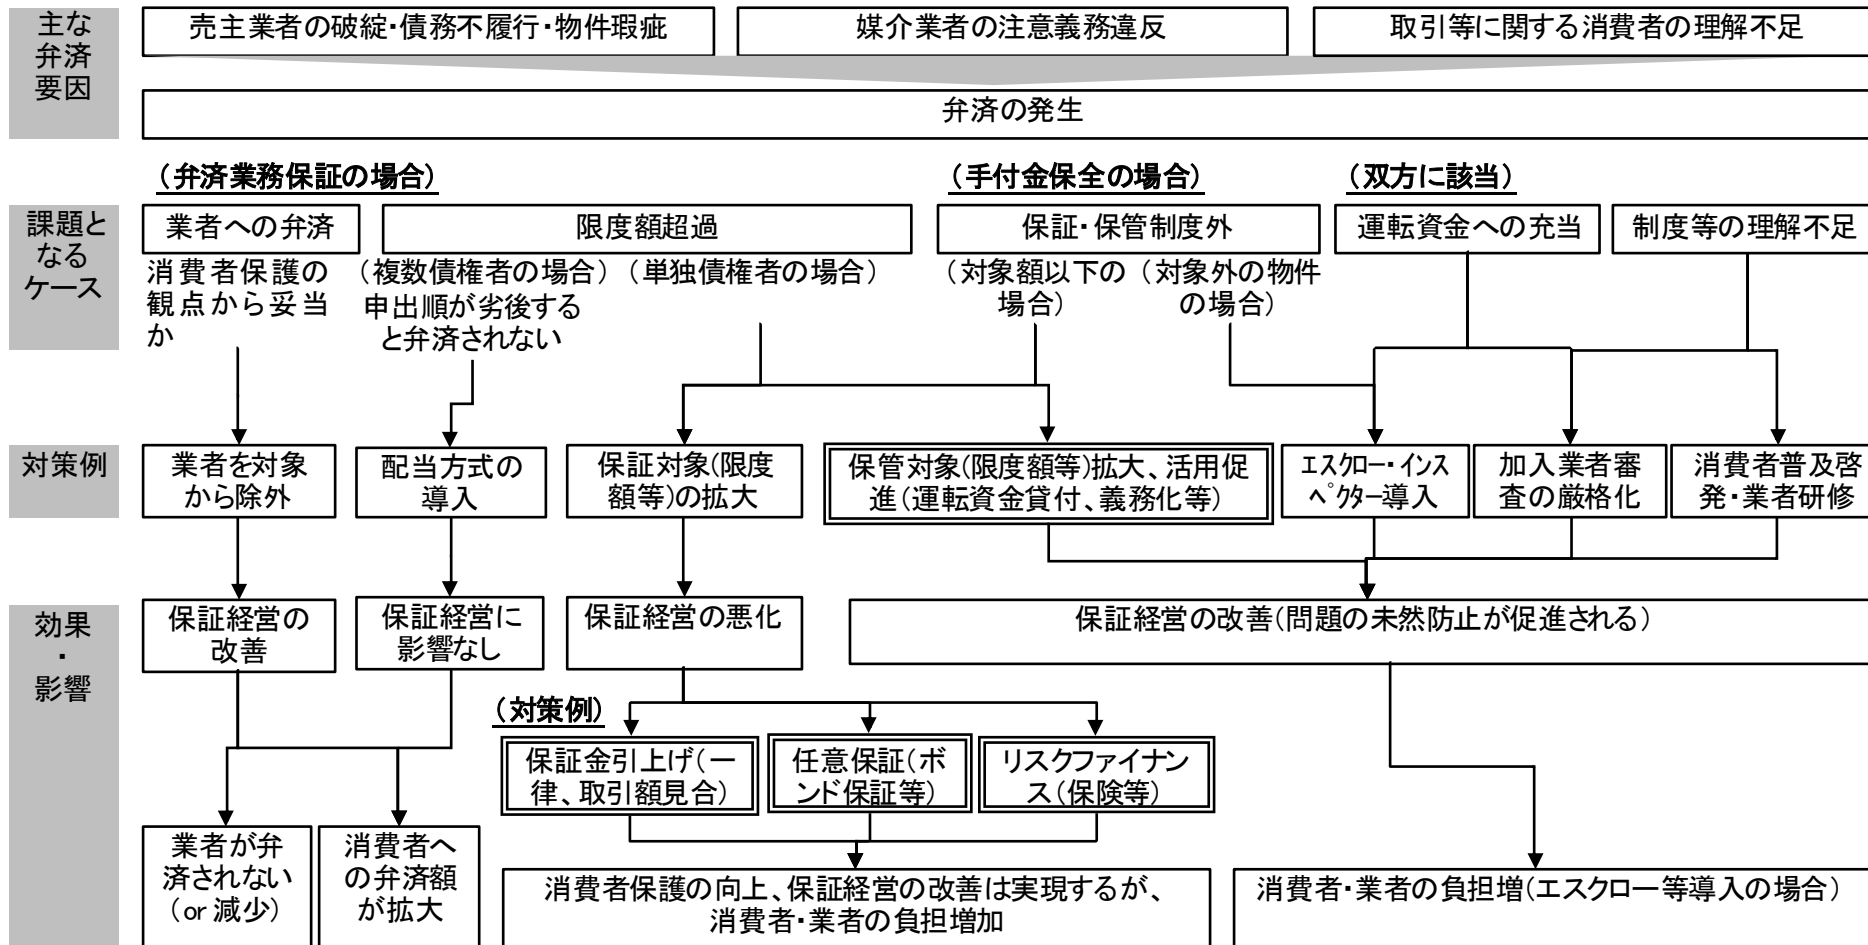 主な
弁済
要因
売主業者の破綻・債務不履行・物件瑕疵
媒介業者の注意義務違反
取引等に関する消費者の理解不足
弁済の発生
（弁済業務保証の場合）
（手付金保全の場合）
（双方に該当）
課題と
なる
ケース
業者への弁済
限度額超過
保証・保管制度外
運転資金への充当
制度等の理解不足
消費者保護の
観点から妥当
か
（複数債権者の場合）
申出順が劣後する
と弁済されない
（単独債権者の場合）
（対象額以下の
場合）
（対象外の物件
の場合）
対策例
業者を対象
から除外
配当方式の
導入
保証対象(限度
額等)の拡大
保管対象(限度額等)拡大、活用促
進(運転資金貸付、義務化等)
エスクロー・インス
ペクター導入
加入業者審
査の厳格化
消費者普及啓
発・業者研修
効果
・
影響
保証経営の
改善
保証経営に
影響なし
保証経営の悪化
保証経営の改善(問題の未然防止が促進される)
（対策例）
保証金引上げ(一
律、取引額見合)
任意保証(ボ
ンド保証等)
リスクファイナン
ス(保険等)
業者が弁
済されない
(or 減少)
消費者へ
の弁済額
が拡大
消費者保護の向上、保証経営の改善は実現するが、
消費者・業者の負担増加
消費者・業者の負担増(エスクロー等導入の場合)